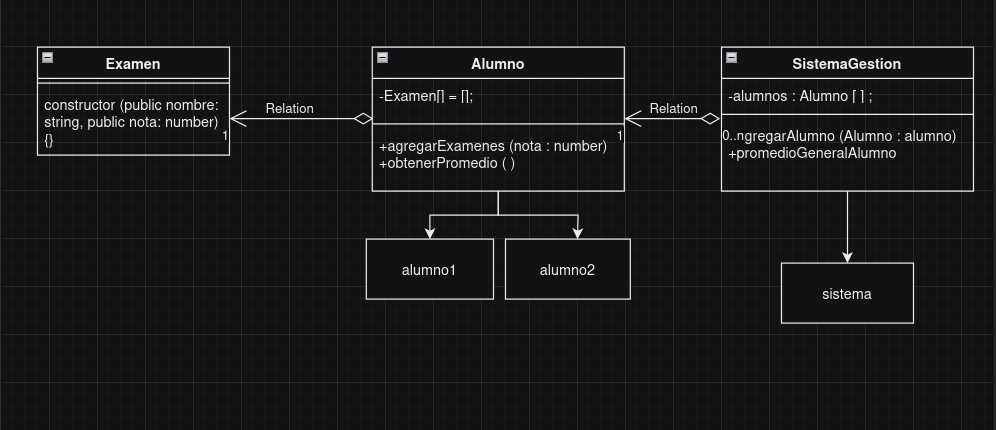 Examen
constructor (public nombre:
string, public nota: number)
{}
1
Relation
Alumno
-Examen[] = [];
+agregarExamenes (nota : number)
+obtenerPromedio ( )
1
Relation
SistemaGestion
-alumnos : Alumno [ ] ;
0..ngregarAlumno (Alumno : alumno)
+promedioGeneralAlumno
alumno1
alumno2
sistema